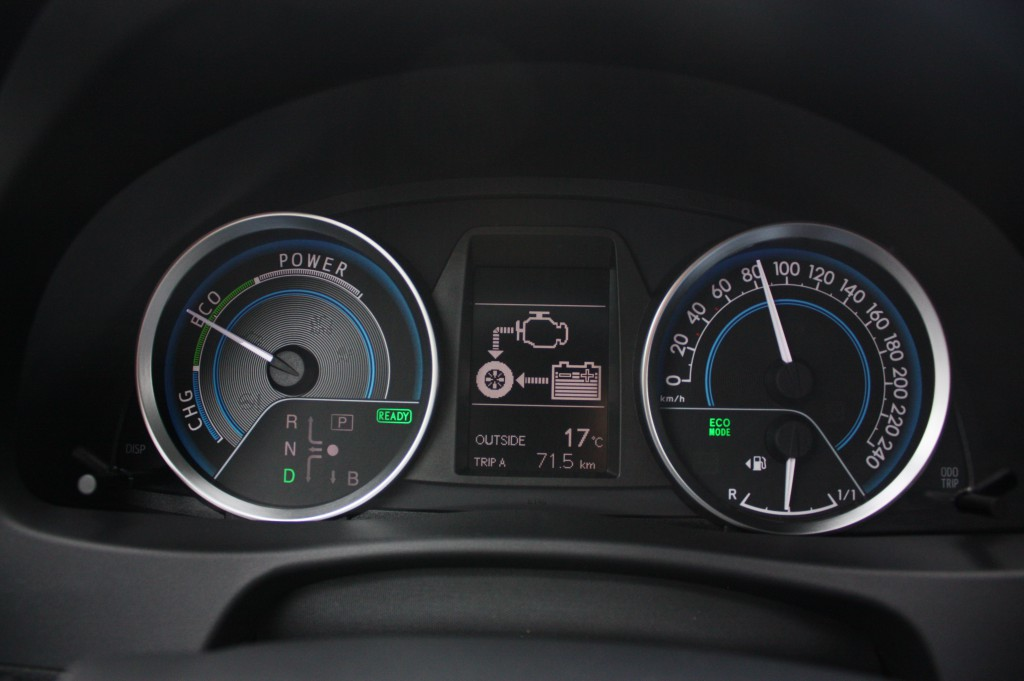 POWER
ECO
CHG
READY
R P
N
D B
DISP
OUTSIDE 17°C
TRIP A 71.5 km
0 20 40 60 80 100 120 140 160 180 200 220 240
km/h
ECO
MODE
R 1/1
ODO
TRIP